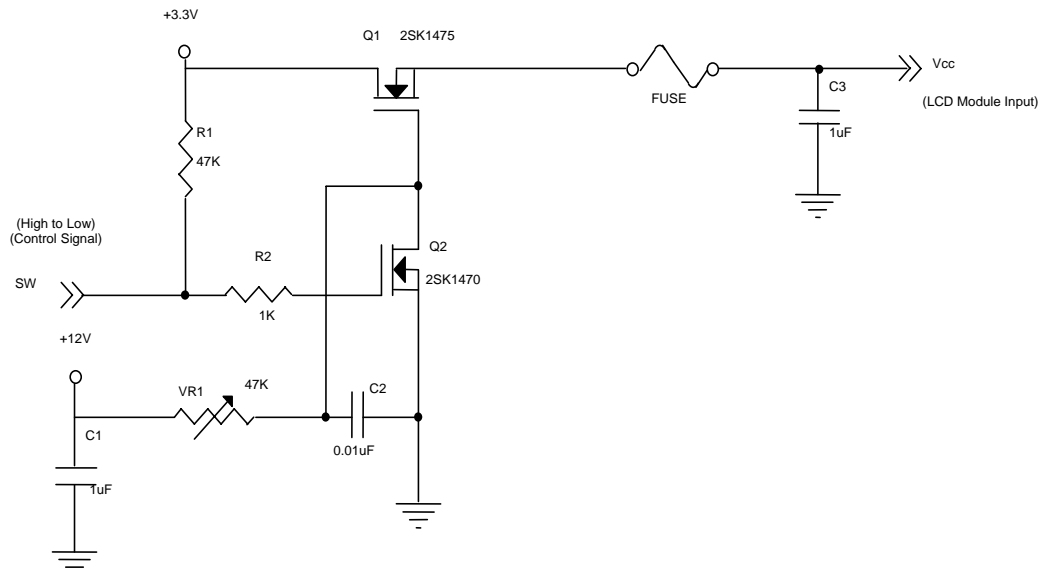 +3.3V
Q1 2SK1475
Vcc
FUSE
C3
(LCD Module Input)
1uF
R1
47K
(High to Low)
(Control Signal)
SW
R2
1K
Q2
2SK1470
+12V
VR1
47K
C2
0.01uF
C1
1uF